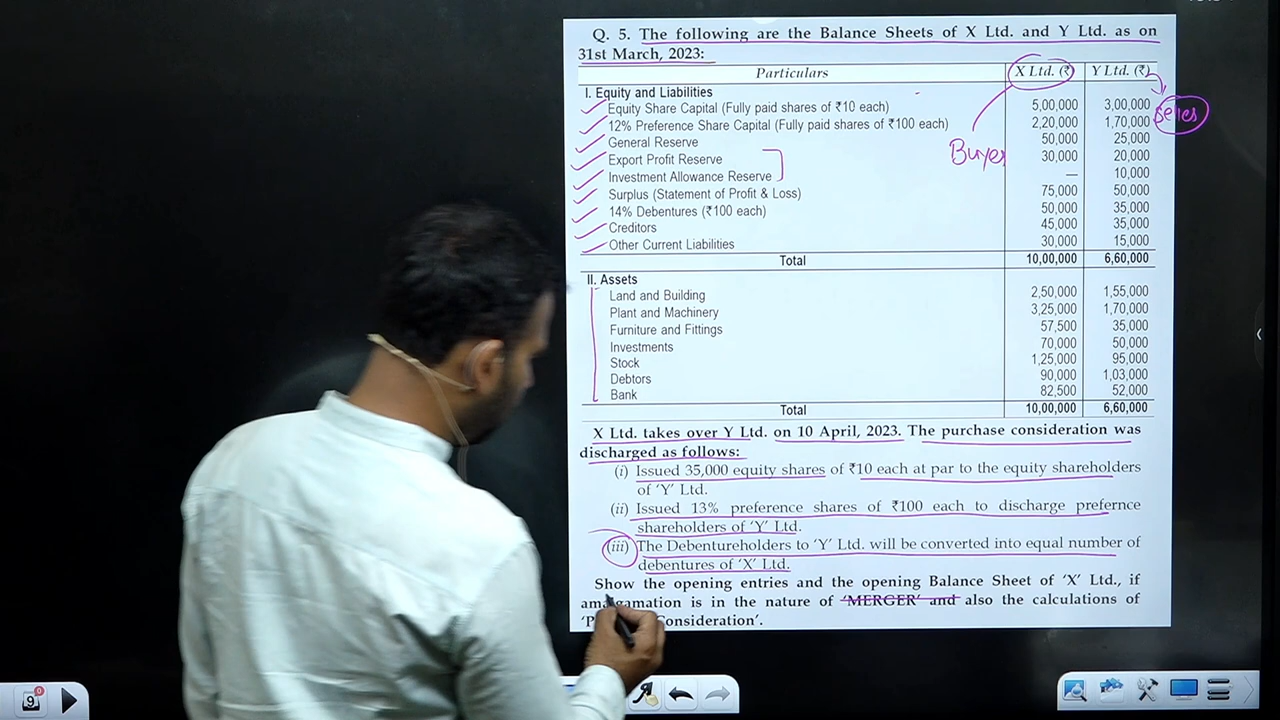 Q. 5. The following are the Balance Sheets of X Ltd. and Y Ltd. as on
31st March, 2023:
Particulars X Ltd. (₹) Y Ltd. (₹)
I. Equity and Liabilities
Equity Share Capital (Fully paid shares of ₹10 each) 5,00,000 3,00,000
12% Preference Share Capital (Fully paid shares of ₹100 each) 2,20,000 1,70,000
General Reserve 50,000 25,000
Export Profit Reserve 30,000 20,000
Investment Allowance Reserve — 10,000
Surplus (Statement of Profit & Loss) 75,000 50,000
14% Debentures (₹100 each) 50,000 35,000
Creditors 45,000 35,000
Other Current Liabilities 30,000 15,000
Total 10,00,000 6,60,000
Buyer
II. Assets
Land and Building 2,50,000 1,55,000
Plant and Machinery 3,25,000 1,70,000
Furniture and Fittings 57,500 35,000
Investments 70,000 50,000
Stock 1,25,000 95,000
Debtors 90,000 1,03,000
Bank 82,500 52,000
Total 10,00,000 6,60,000
X Ltd. takes over Y Ltd. on 10 April, 2023. The purchase consideration was
discharged as follows:
(i) Issued 35,000 equity shares of ₹10 each at par to the equity shareholders
of 'Y' Ltd.
(ii) Issued 13% preference shares of ₹100 each to discharge prefernce
shareholders of 'Y' Ltd.
(iii) The Debentureholders to 'Y' Ltd. will be converted into equal number of
debentures of 'X' Ltd.
Show the opening entries and the opening Balance Sheet of 'X' Ltd., if
amalgamation is in the nature of 'MERGER' and also the calculations of
Consideration'.
9